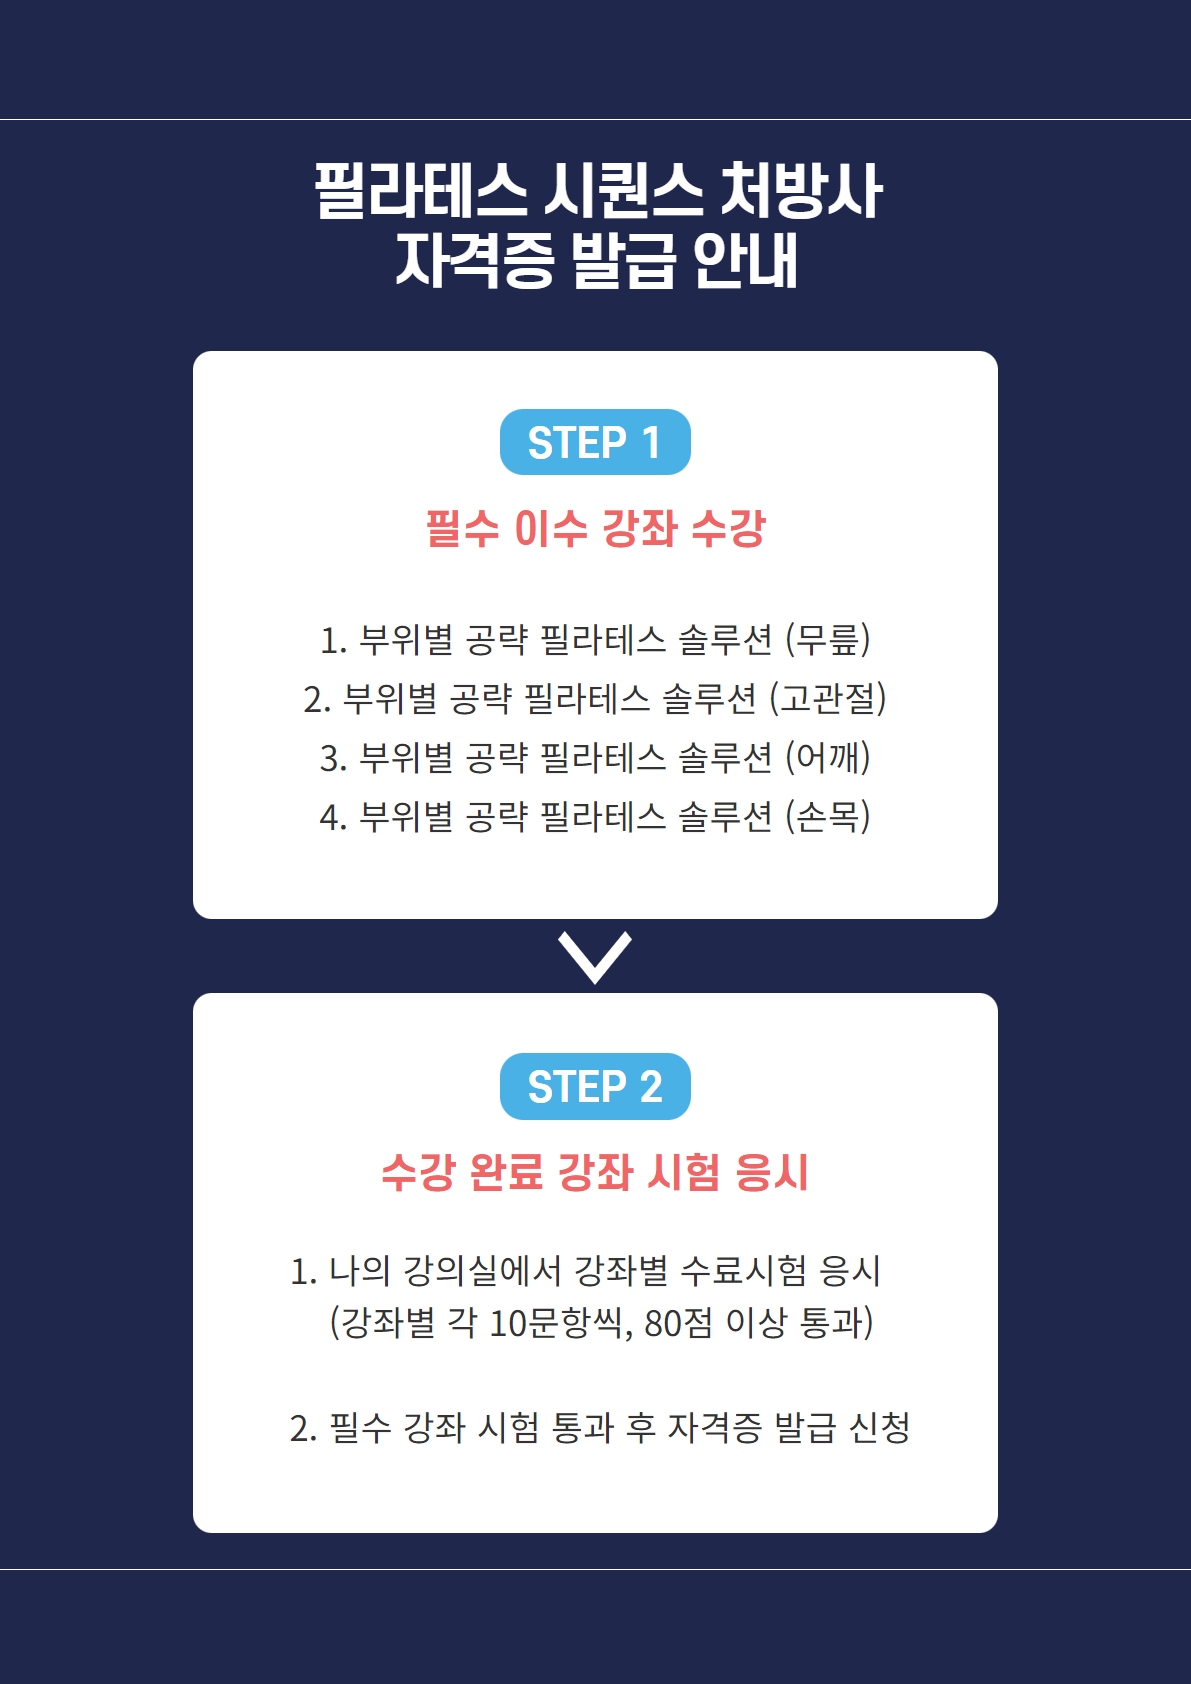 필라테스 시퀀스 처방사
자격증 발급 안내
STEP 1
필수 이수 강좌 수강
1. 부위별 공략 필라테스 솔루션 (무릎)
2. 부위별 공략 필라테스 솔루션 (고관절)
3. 부위별 공략 필라테스 솔루션 (어깨)
4. 부위별 공략 필라테스 솔루션 (손목)
STEP 2
수강 완료 강좌 시험 응시
1. 나의 강의실에서 강좌별 수료시험 응시
(강좌별 각 10문항씩, 80점 이상 통과)
2. 필수 강좌 시험 통과 후 자격증 발급 신청